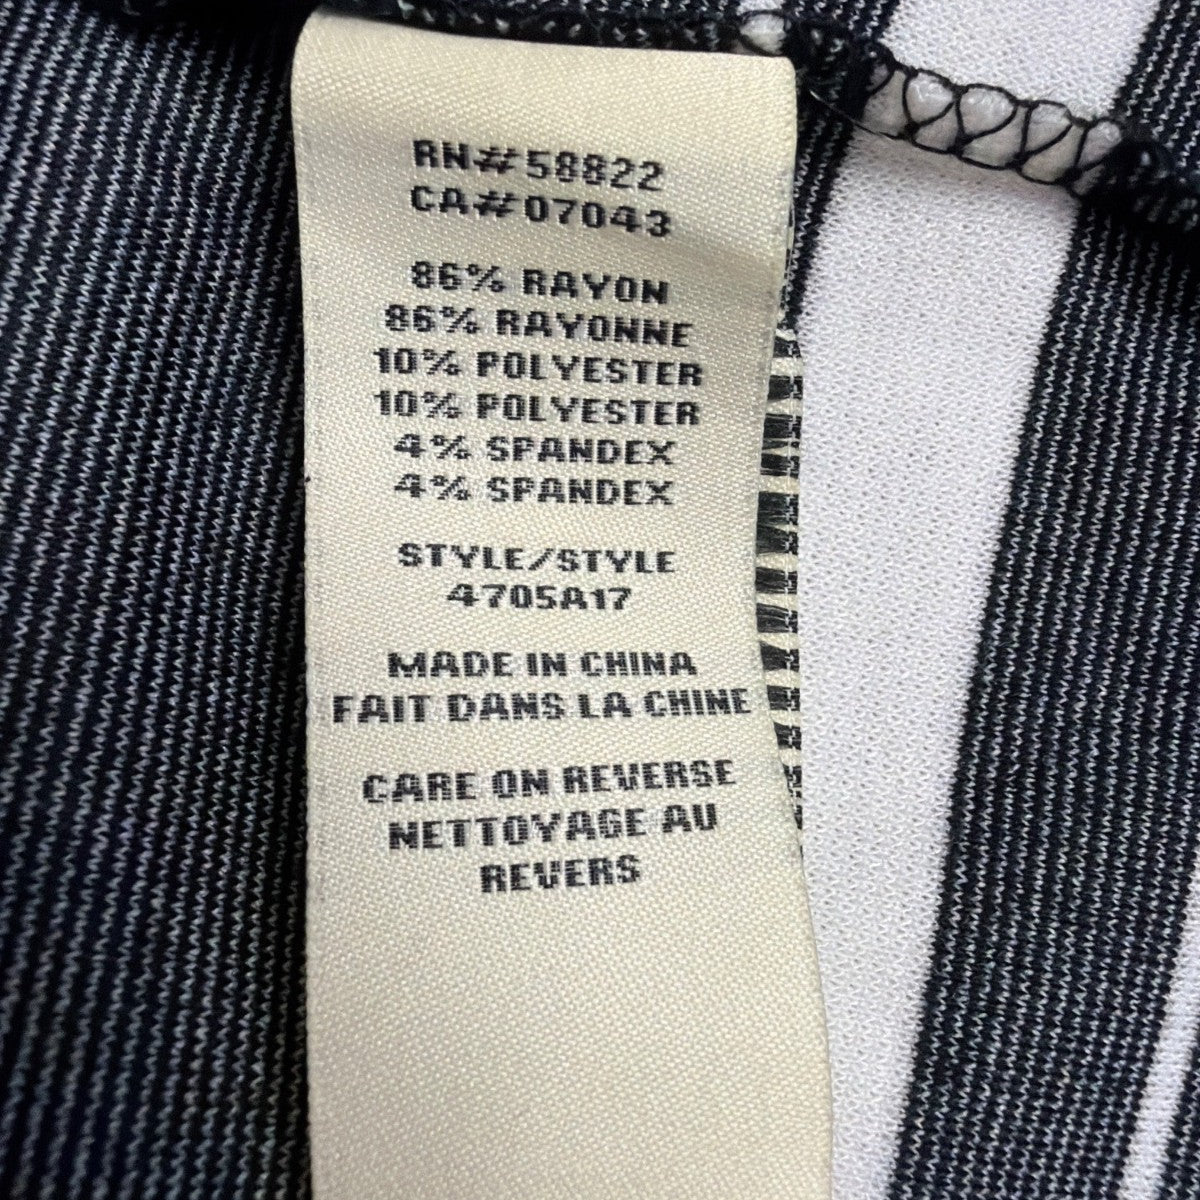 RN#58822
CA#07043
86% RAYON
86% RAYONNE
10% POLYESTER
10% POLYESTER
4% SPANDEX
4% SPANDEX
STYLE/STYLE
4705A17
MADE IN CHINA
FAIT DANS LA CHINE
CARE ON REVERSE
NETTOYAGE AU
REVERS